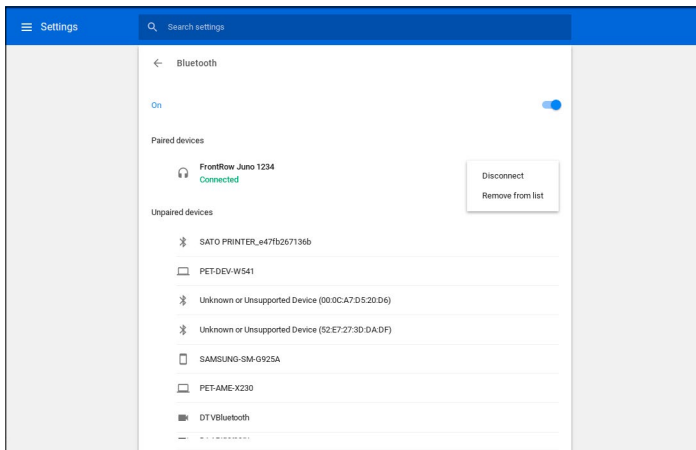 Settings
Search settings
Bluetooth
On
Paired devices
FrontRow Juno 1234
Connected
Disconnect
Remove from list
Unpaired devices
SATO PRINTER_e47fb267136b
PET-DEV-W541
Unknown or Unsupported Device (00:0C:A7:D5:20:D6)
Unknown or Unsupported Device (52:E7:27:3D:DA:DF)
SAMSUNG-SM-G925A
PET-AME-X230
DTVBluetooth